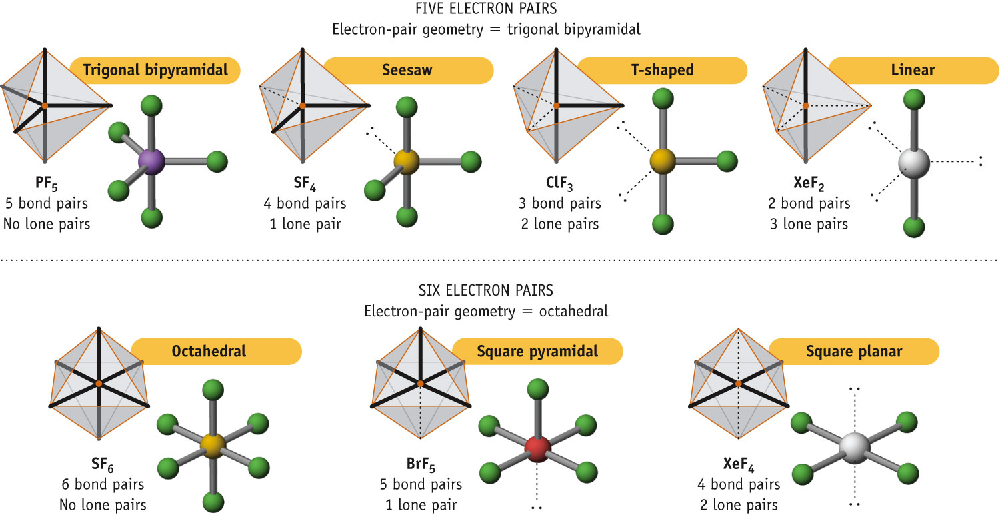 FIVE ELECTRON PAIRS
Electron-pair geometry = trigonal bipyramidal
Trigonal bipyramidal
Seesaw
T-shaped
Linear
PF₅
5 bond pairs
No lone pairs
SF₄
4 bond pairs
1 lone pair
ClF₃
3 bond pairs
2 lone pairs
XeF₂
2 bond pairs
3 lone pairs
SIX ELECTRON PAIRS
Electron-pair geometry = octahedral
Octahedral
Square pyramidal
Square planar
SF₆
6 bond pairs
No lone pairs
BrF₅
5 bond pairs
1 lone pair
XeF₄
4 bond pairs
2 lone pairs